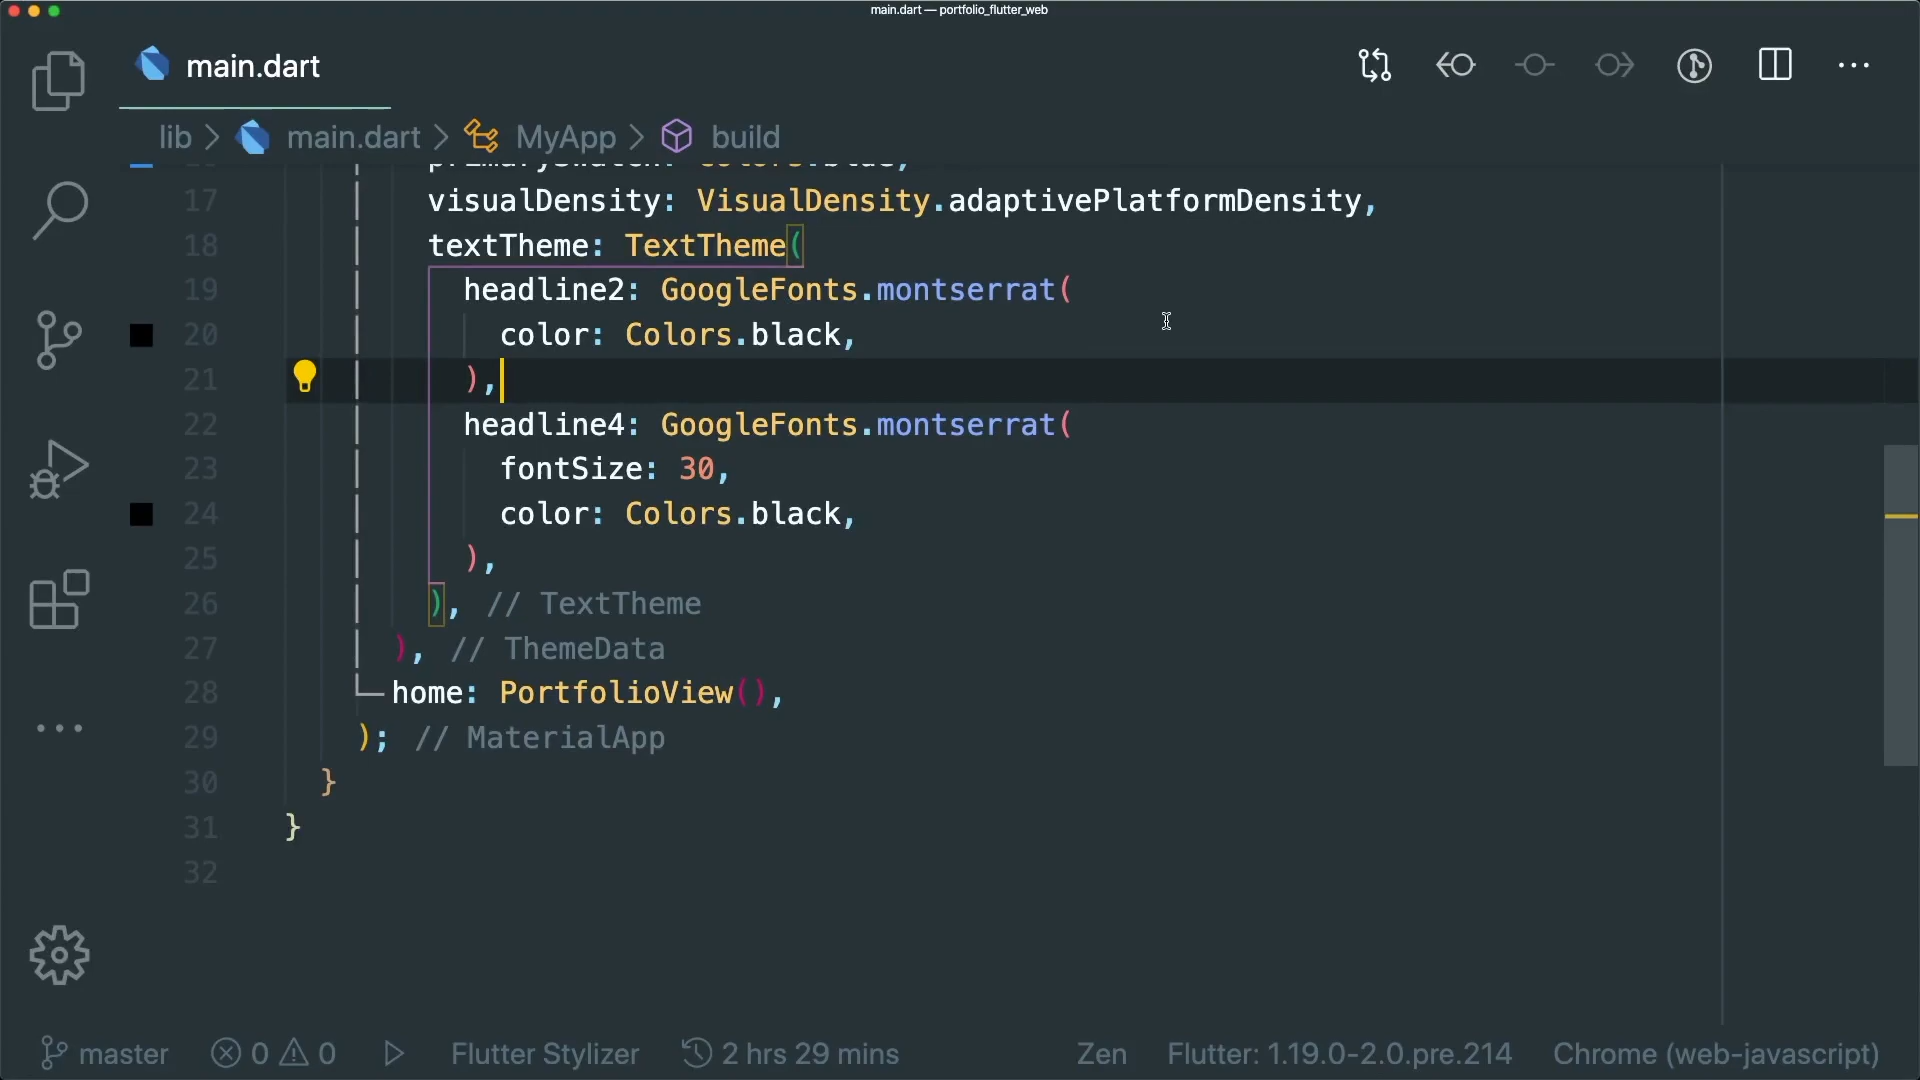 main.dart — portfolio_flutter_web
main.dart
lib > main.dart > MyApp > build
primarySwatch: Colors.blue,
17 visualDensity: VisualDensity.adaptivePlatformDensity,
18 textTheme: TextTheme(
19 headline2: GoogleFonts.montserrat(
20 color: Colors.black,
21 ),
22 headline4: GoogleFonts.montserrat(
23 fontSize: 30,
24 color: Colors.black,
25 ),
26 ), // TextTheme
27 ), // ThemeData
28 home: PortfolioView(),
29 ); // MaterialApp
30 }
31 }
32
master 0 0 Flutter Stylizer 2 hrs 29 mins Zen Flutter: 1.19.0-2.0.pre.214 Chrome (web-javascript)